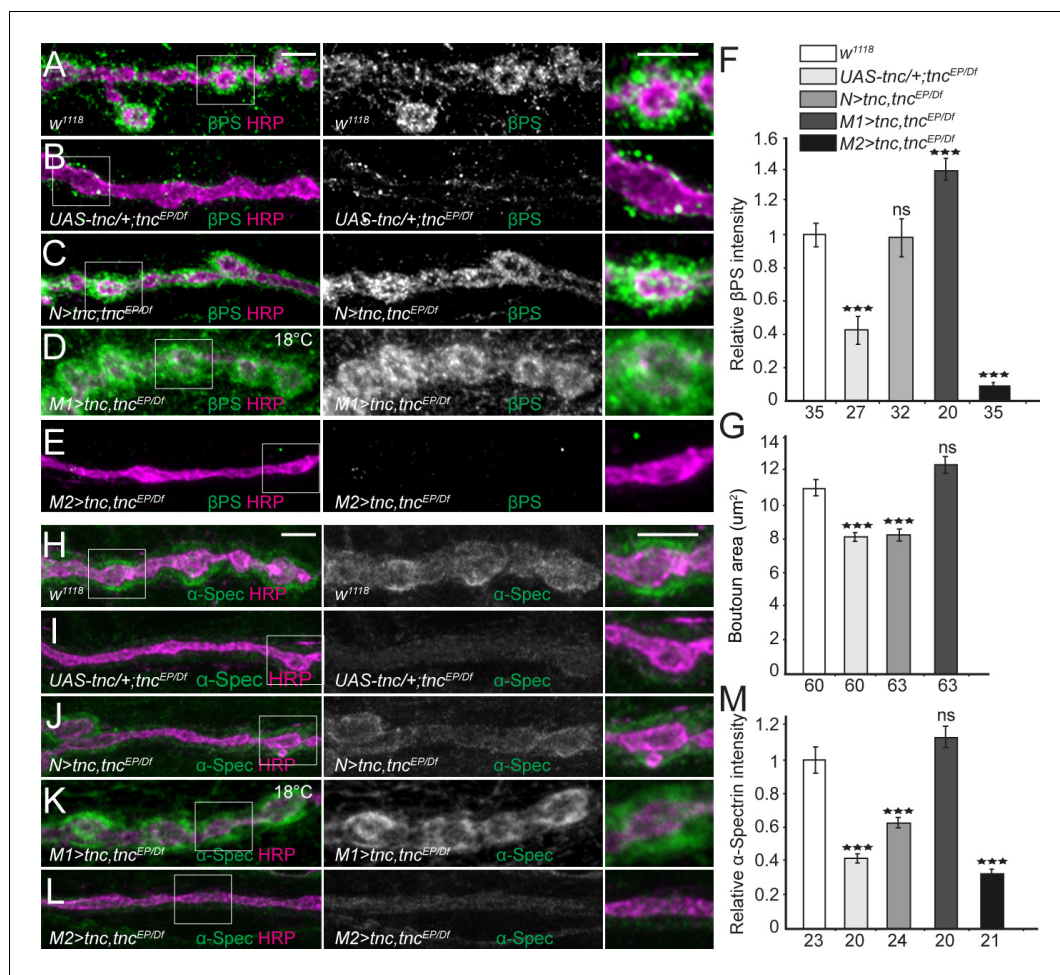 A
w1118 βPS HRP
w1118 βPS
B
UAS-tnc/+;tncEP/Df βPS HRP
UAS-tnc/+;tncEP/Df βPS
C
N>tnc,tncEP/Df βPS HRP
N>tnc,tncEP/Df βPS
D
18°C
M1>tnc,tncEP/Df βPS HRP
M1>tnc,tncEP/Df βPS
E
M2>tnc,tncEP/Df βPS HRP
M2>tnc,tncEP/Df βPS
H
w1118 α-Spec HRP
w1118 α-Spec
I
UAS-tnc/+;tncEP/Df α-Spec HRP
UAS-tnc/+;tncEP/Df α-Spec
J
N>tnc,tncEP/Df α-Spec HRP
N>tnc,tncEP/Df α-Spec
K
18°C
M1>tnc,tncEP/Df α-Spec HRP
M1>tnc,tncEP/Df α-Spec
L
M2>tnc,tncEP/Df α-Spec HRP
M2>tnc,tncEP/Df α-Spec
w1118
UAS-tnc/+;tncEP/Df
N>tnc,tncEP/Df
M1>tnc,tncEP/Df
M2>tnc,tncEP/Df
F
Relative βPS intensity
1.6
1.4
1.2
1
0.8
0.6
0.4
0.2
0
★★★
ns
★★★
★★★
35 27 32 20 35
G
Boutoun area (um²)
14
12
10
8
6
4
2
0
★★★ ★★★ ns
60 60 63 63
M
Relative α-Spectrin intensity
1.2
1
0.8
0.6
0.4
0.2
0
★★★ ★★★ ns ★★★
23 20 24 20 21